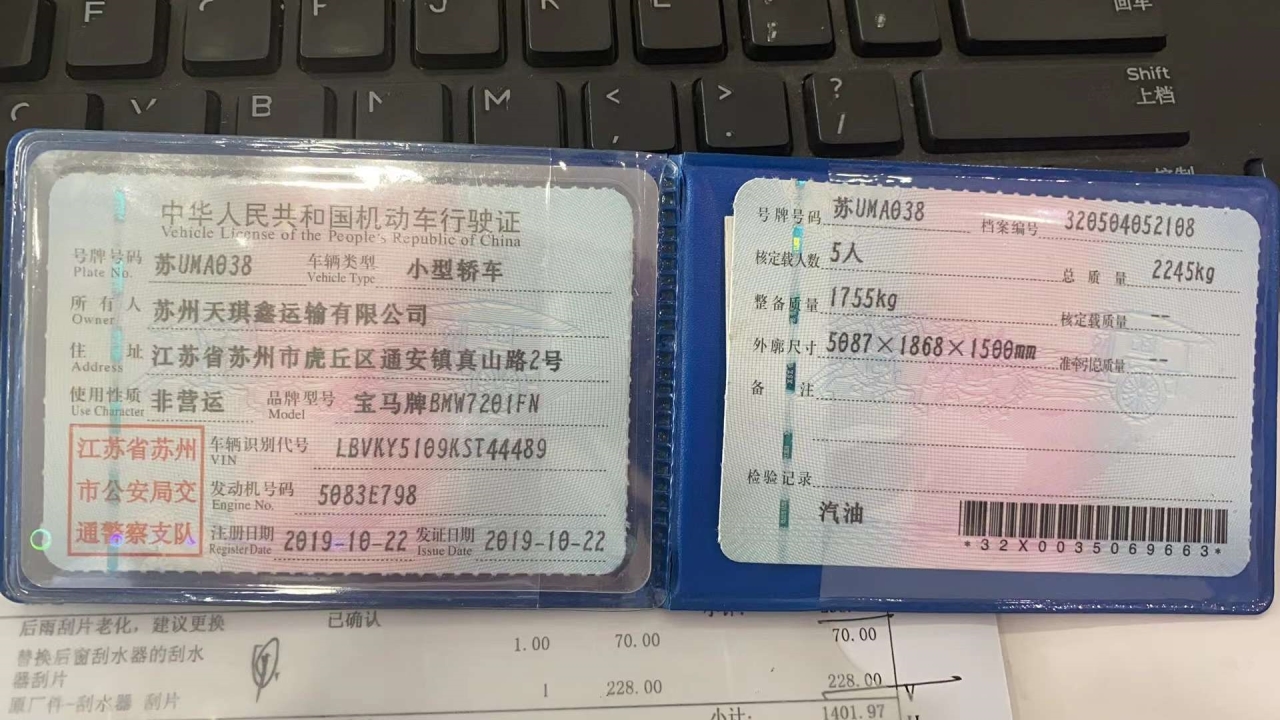 F
G
F
J
K
L
:
;
"
'
回车
C
V
B
N
M
<
,
>
.
?
/
Shift
上档
中华人民共和国机动车行驶证
Vehicle License of the People's Republic of China
号牌号码 苏UMA038 车辆类型 小型轿车
Plate No. Vehicle Type
所有人 苏州天琪鑫运输有限公司
Owner
住址 江苏省苏州市虎丘区通安镇真山路2号
Address
使用性质 非营运 品牌型号 宝马牌BMW7201FN
Use Character Model
江苏省苏州
市公安局交
通警察支队
车辆识别代号 LBVKY5109KST44489
VIN
发动机号码 5083E798
Engine No.
注册日期 2019-10-22 发证日期 2019-10-22
Register Date Issue Date
号牌号码 苏UMA038 档案编号 320504052108
核定载人数 5人 总质量 2245kg
整备质量 1755kg 核定载质量 --
外廓尺寸 5087×1868×1500mm 准牵引总质量 --
备注
检验记录
汽油
*32X0035069663*
后雨刮片老化，建议更换 已确认
1.00 70.00 70.00
替换后窗刮水器的刮水
器刮片
原厂件-刮水器 刮片 1 228.00 228.00
小计: 1401.97